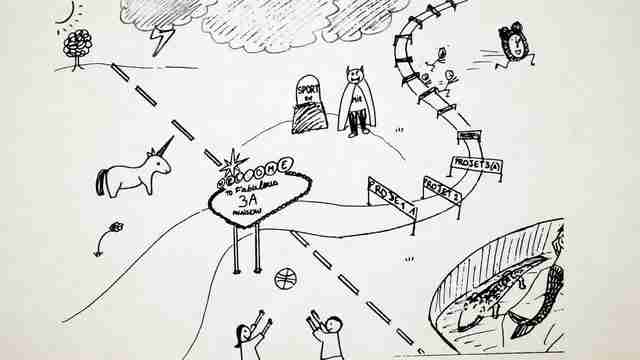 SPORT
WELCOME
TO Fabulous
3A
PROJET 1
PROJET 2
PROJET 3(A)